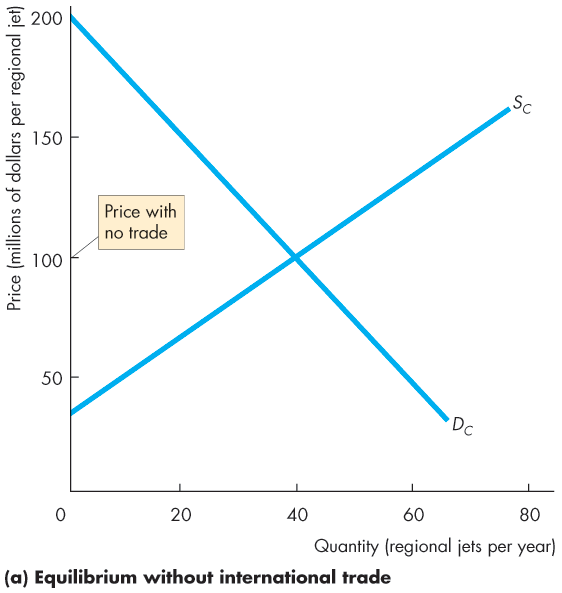 Price (millions of dollars per regional jet)
200
150
100
50
0
20
40
60
80
Price with
no trade
S_C
D_C
Quantity (regional jets per year)
(a) Equilibrium without international trade